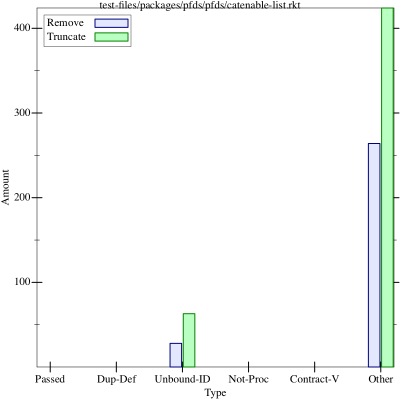 test-files/packages/pfds/pfds/catenable-list.rkt
Remove
Truncate
400
300
200
100
Amount
Passed Dup-Def Unbound-ID Not-Proc Contract-V Other
Type